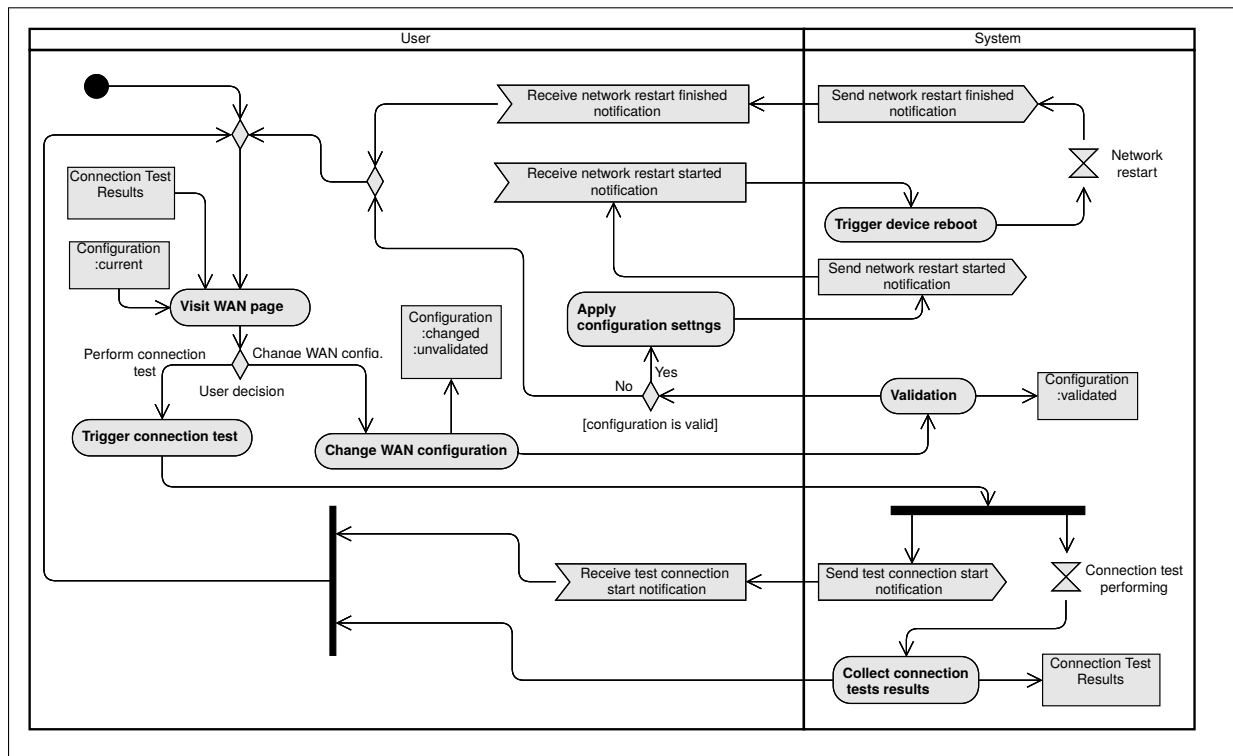 User
System
Receive network restart finished
notification
Send network restart finished
notification
Network
restart
Connection Test
Results
Receive network restart started
notification
Trigger device reboot
Configuration
:current
Send network restart started
notification
Visit WAN page
Configuration
:changed
:unvalidated
Apply
configuration settngs
Perform connection
test
Change WAN config.
User decision
No
Yes
[configuration is valid]
Validation
Configuration
:validated
Trigger connection test
Change WAN configuration
Receive test connection
start notification
Send test connection start
notification
Connection test
performing
Collect connection
tests results
Connection Test
Results